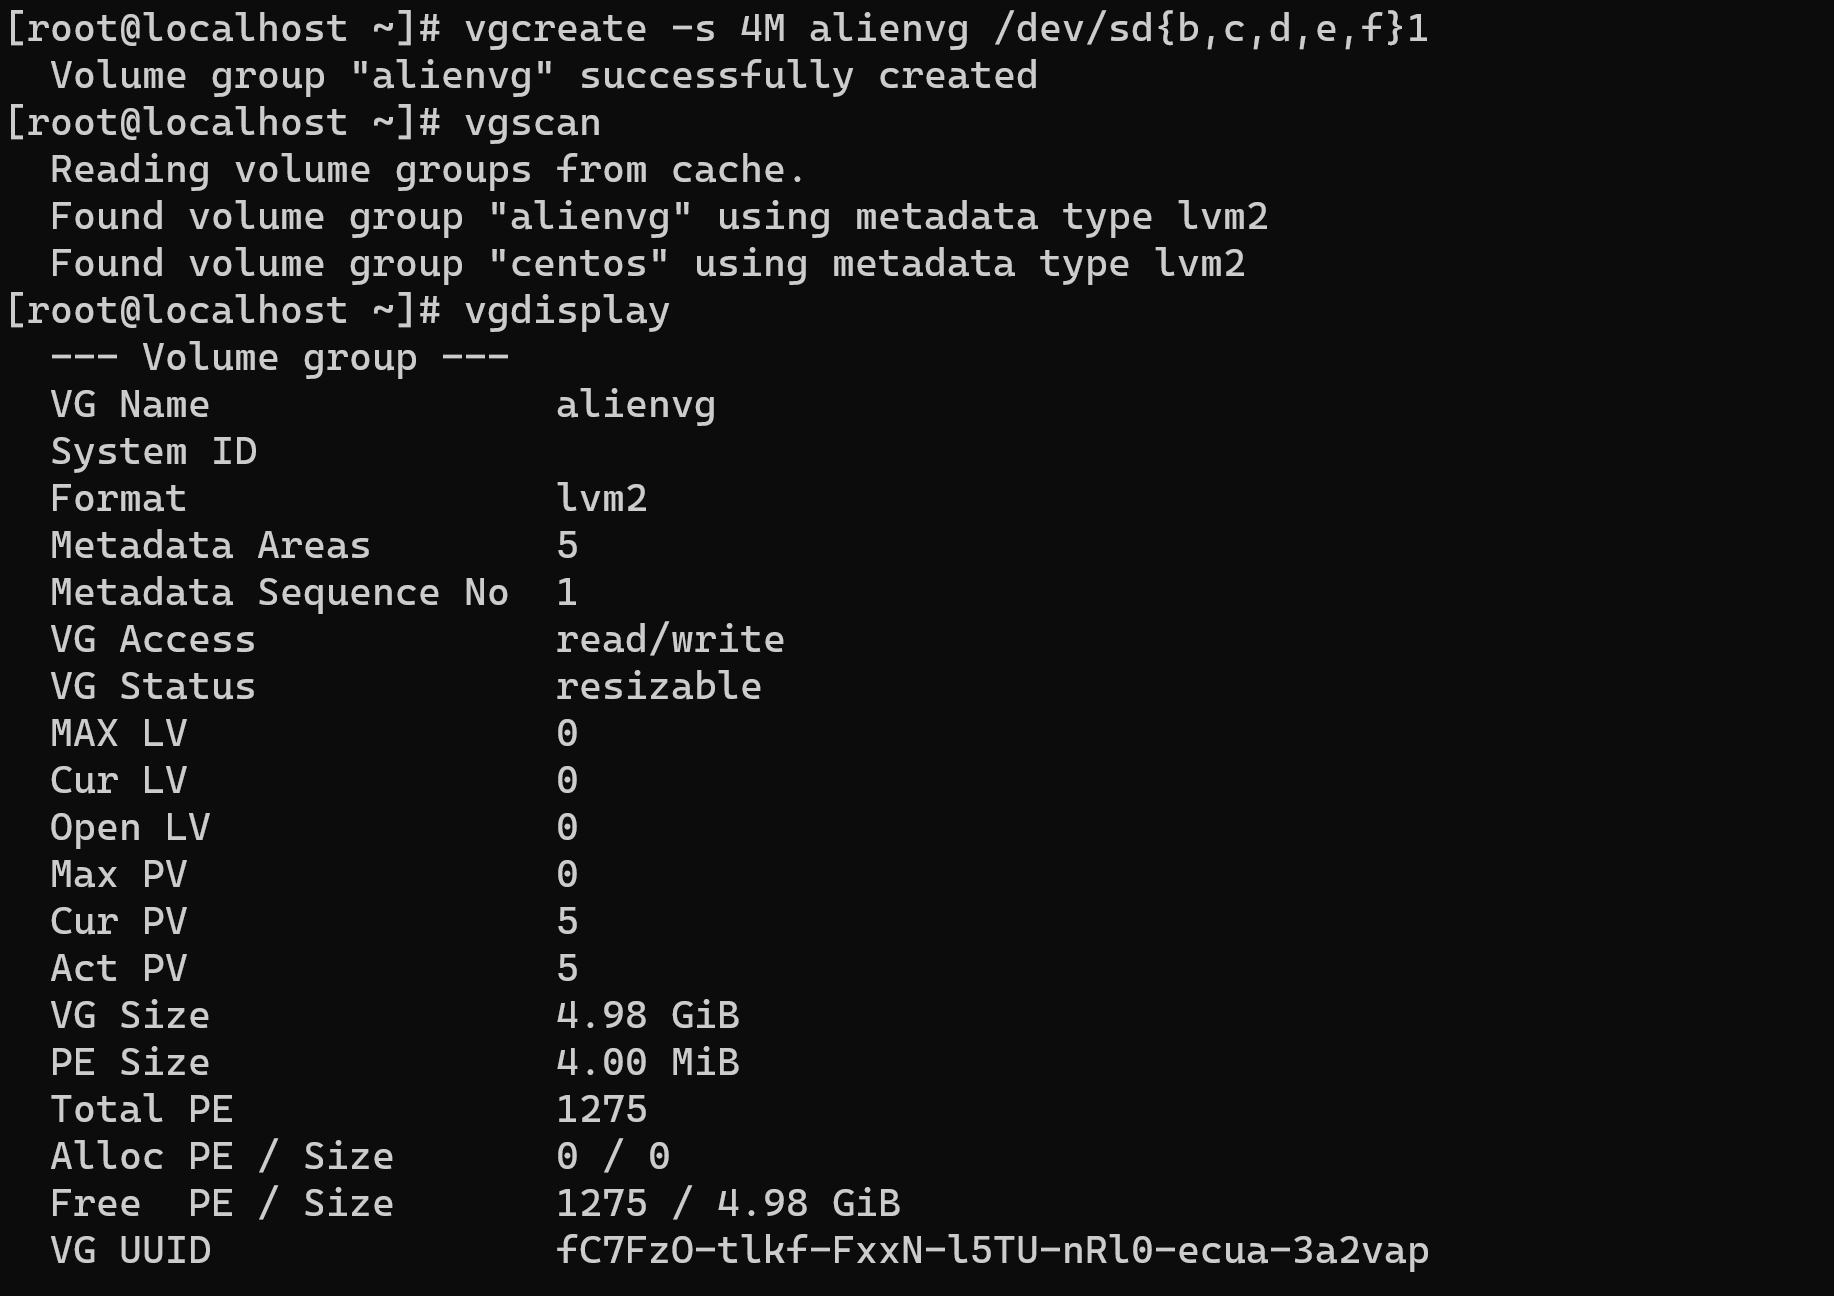 [root@localhost ~]# vgcreate -s 4M alienvg /dev/sd{b,c,d,e,f}1
  Volume group "alienvg" successfully created
[root@localhost ~]# vgscan
  Reading volume groups from cache.
  Found volume group "alienvg" using metadata type lvm2
  Found volume group "centos" using metadata type lvm2
[root@localhost ~]# vgdisplay
  --- Volume group ---
  VG Name               alienvg
  System ID
  Format                lvm2
  Metadata Areas        5
  Metadata Sequence No  1
  VG Access             read/write
  VG Status             resizable
  MAX LV                0
  Cur LV                0
  Open LV               0
  Max PV                0
  Cur PV                5
  Act PV                5
  VG Size               4.98 GiB
  PE Size               4.00 MiB
  Total PE              1275
  Alloc PE / Size       0 / 0
  Free  PE / Size       1275 / 4.98 GiB
  VG UUID               fC7FzO-tlkf-FxxN-l5TU-nRl0-ecua-3a2vap